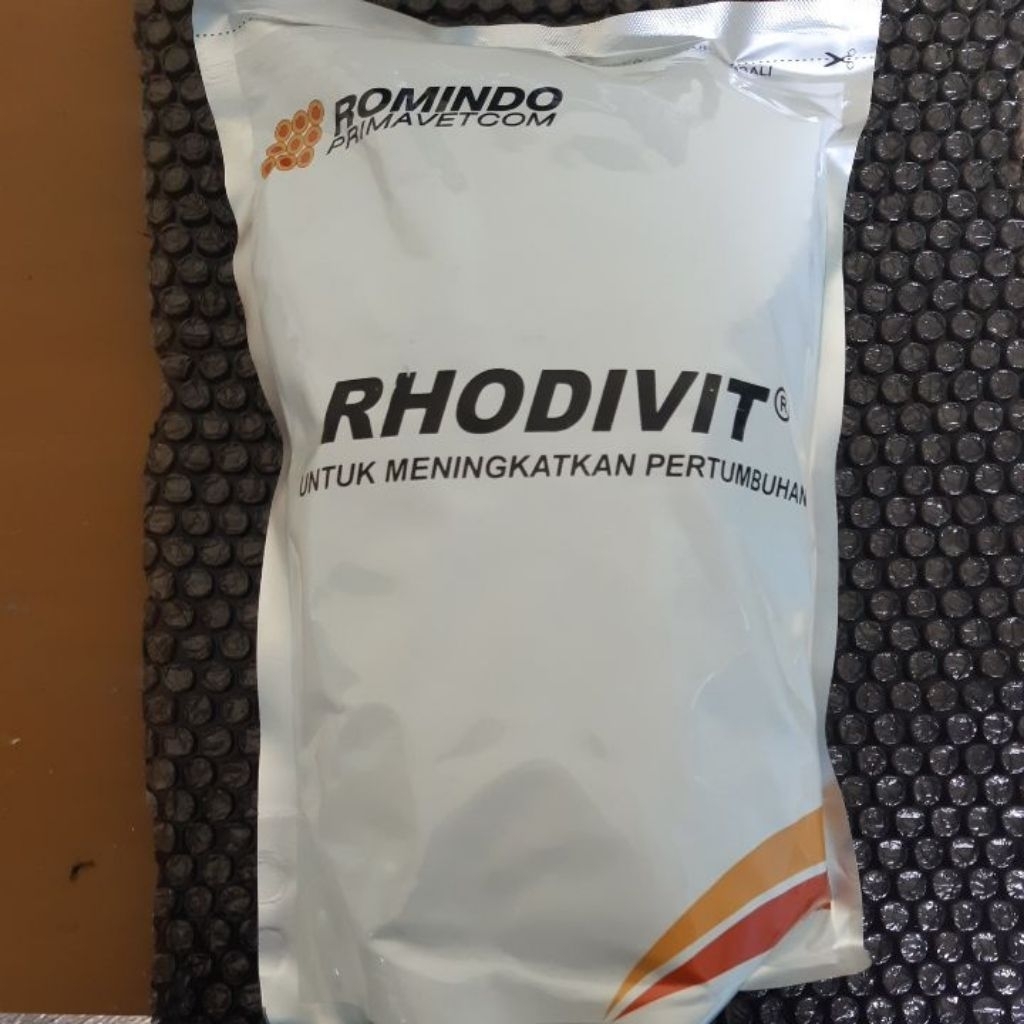 ROMINDO
PRIMAVETCOM
RHODIVIT®
UNTUK MENINGKATKAN PERTUMBUHAN